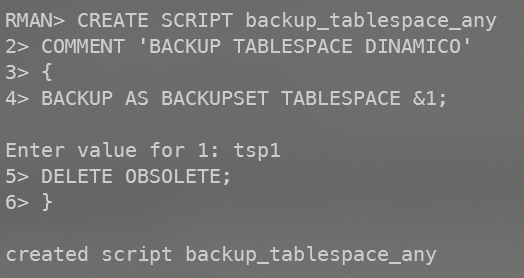 RMAN> CREATE SCRIPT backup_tablespace_any
2> COMMENT 'BACKUP TABLESPACE DINAMICO'
3> {
4> BACKUP AS BACKUPSET TABLESPACE &1;
Enter value for 1: tsp1
5> DELETE OBSOLETE;
6> }
created script backup_tablespace_any